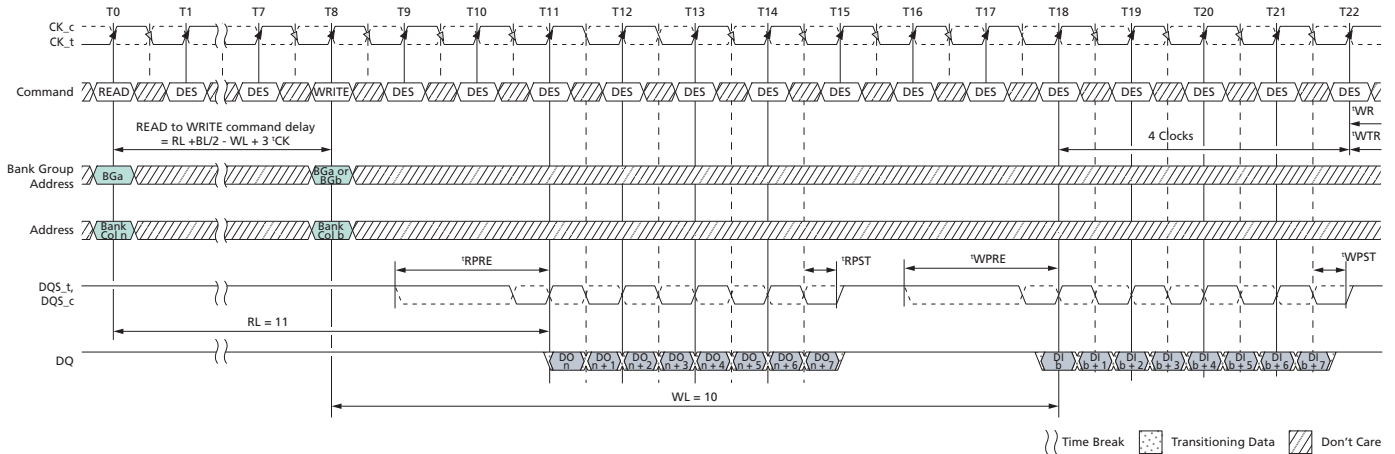 T0 T1 T7 T8 T9 T10 T11 T12 T13 T14 T15 T16 T17 T18 T19 T20 T21 T22
CK_c
CK_t
Command READ DES DES WRITE DES DES DES DES DES DES DES DES DES DES DES DES DES DES
tWR
READ to WRITE command delay
= RL +BL/2 - WL + 3 tCK
4 Clocks
tWTR
Bank Group
Address
BGa
BGa or
BGb
Address
Bank
Col n
Bank
Col b
tRPRE tRPST tWPRE tWPST
DQS_t,
DQS_c
RL = 11
DQ
DO
n
DO
n + 1
DO
n + 2
DO
n + 3
DO
n + 4
DO
n + 5
DO
n + 6
DO
n + 7
DI
b
DI
b + 1
DI
b + 2
DI
b + 3
DI
b + 4
DI
b + 5
DI
b + 6
DI
b + 7
WL = 10
Time Break Transitioning Data Don't Care